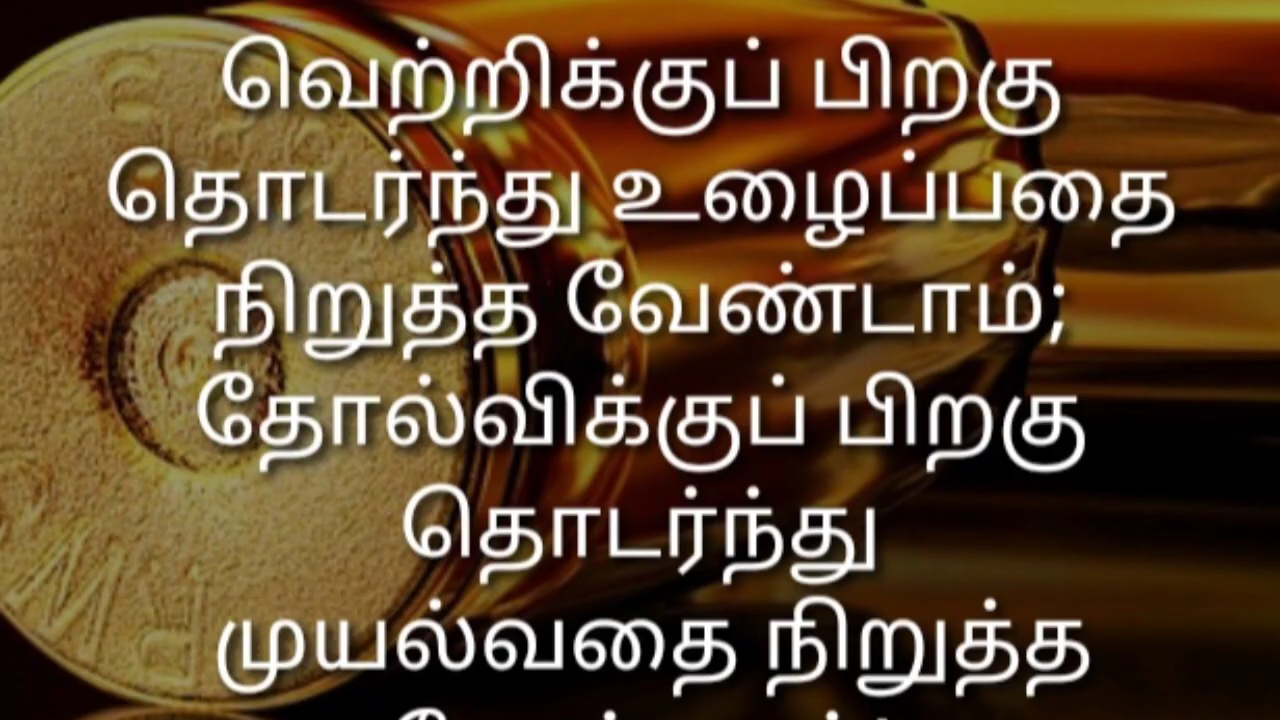 வெற்றிக்குப் பிறகு
தொடர்ந்து உழைப்பதை
நிறுத்த வேண்டாம்;
தோல்விக்குப் பிறகு
தொடர்ந்து
முயல்வதை நிறுத்த